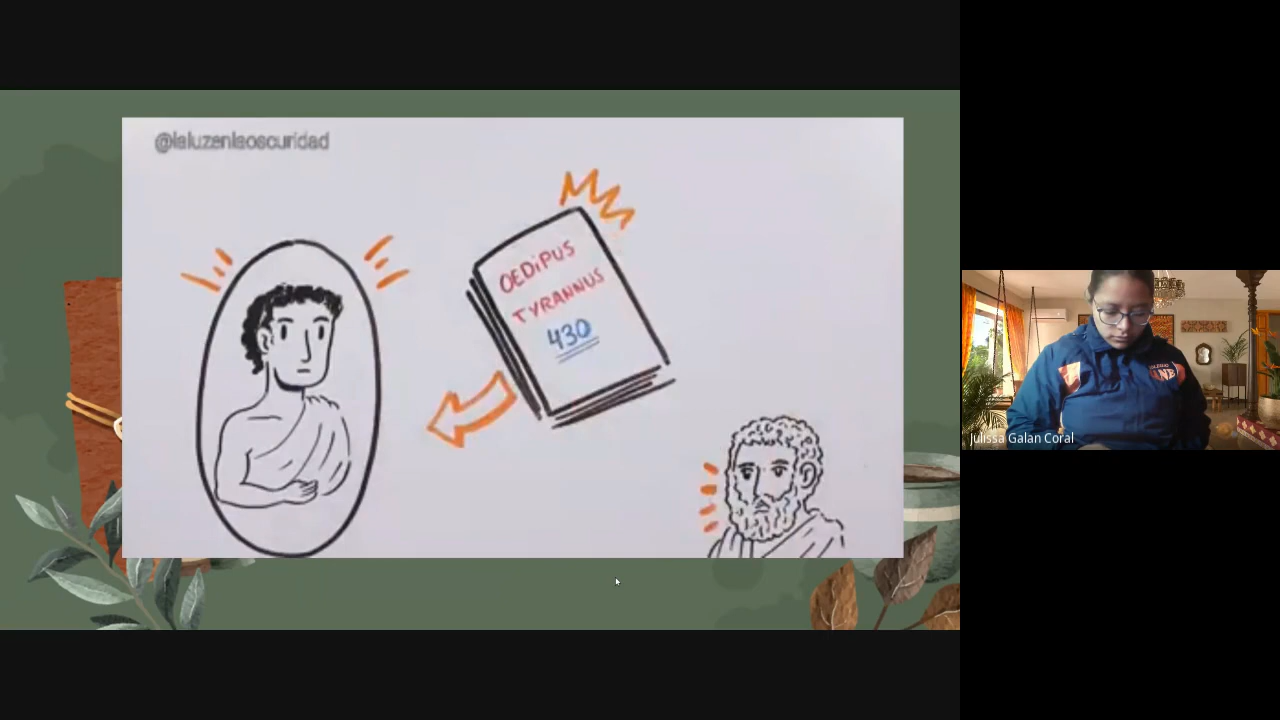 @laluzenlaoscuridad
OEDiPUS
TYRANNUS
430
Julissa Galan Coral